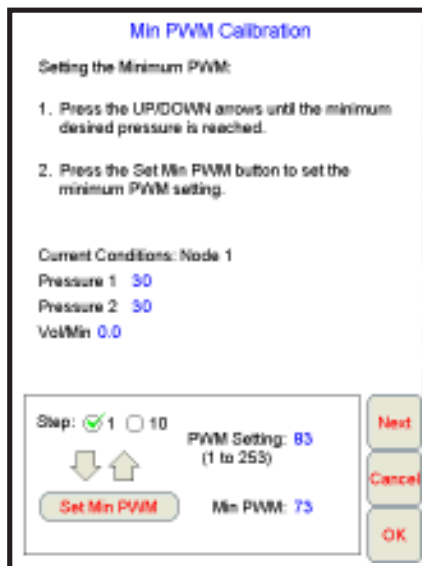 Min PWM Calibration
Setting the Minimum PWM:
1. Press the UP/DOWN arrows until the minimum
desired pressure is reached.
2. Press the Set Min PWM button to set the
minimum PWM setting.
Current Conditions: Node 1
Pressure 1 30
Pressure 2 30
Vol/Min 0.0
Step: 1 10
PWM Setting: 83
(1 to 253)
Set Min PWM
Min PWM: 73
Next
Cancel
OK